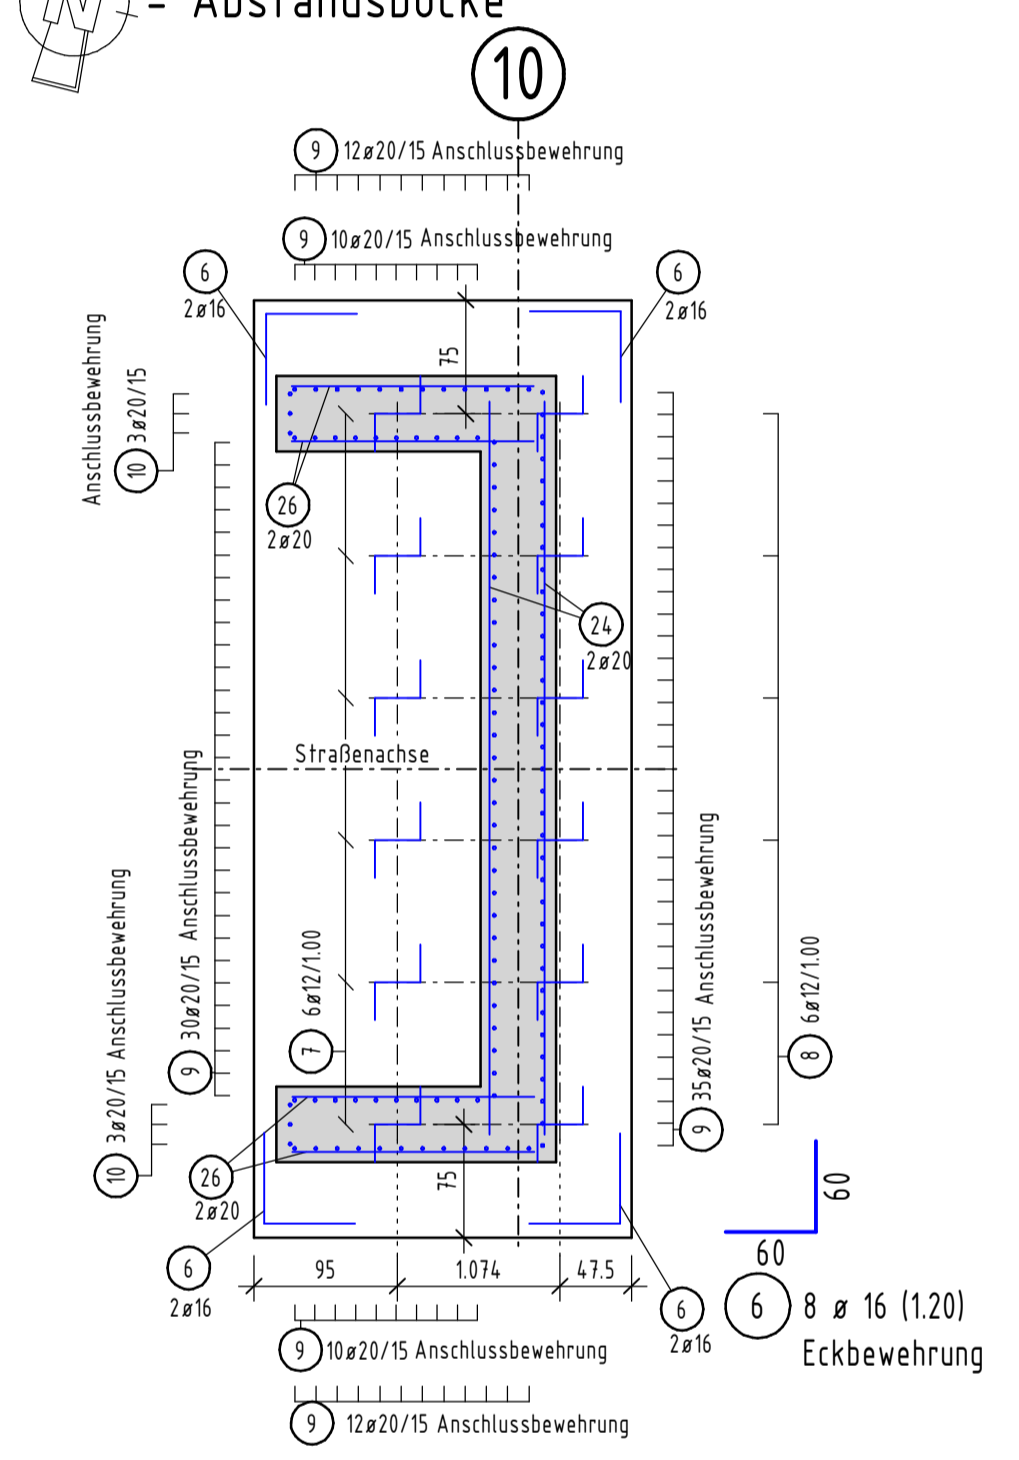 = Abstandsböcke
N
10
9 12ø20/15 Anschlussbewehrung
9 10ø20/15 Anschlussbewehrung
6
2ø16
6
2ø16
75
Anschlussbewehrung
10 3ø20/15
26
2ø20
24
2ø20
Straßenachse
9 30ø20/15 Anschlussbewehrung
10 3ø20/15 Anschlussbewehrung
7 6ø12/1.00
9 35ø20/15 Anschlussbewehrung
8 6ø12/1.00
26
2ø20
75
60
60
6
2ø16
95 1.074 47.5
6
2ø16
6 8 ø 16 (1.20)
Eckbewehrung
9 10ø20/15 Anschlussbewehrung
9 12ø20/15 Anschlussbewehrung